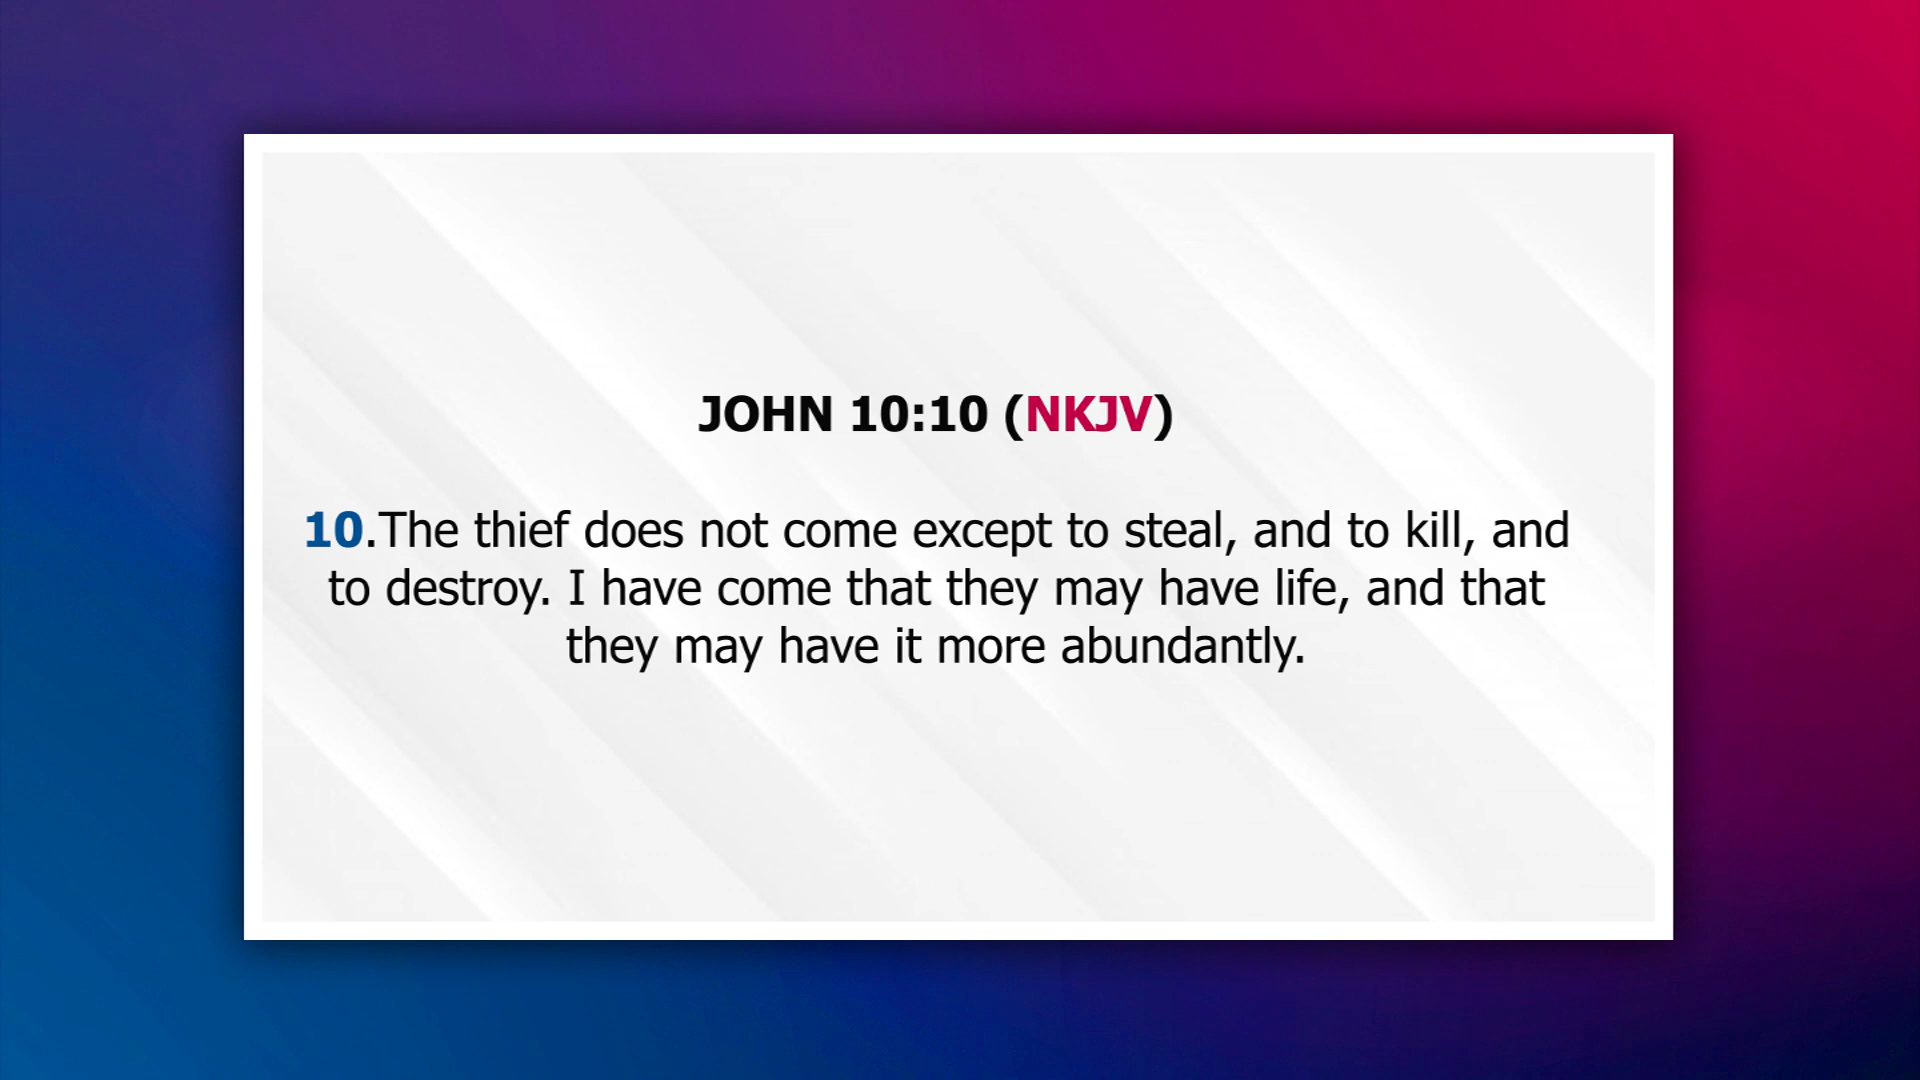 JOHN 10:10 (NKJV)
10.The thief does not come except to steal, and to kill, and
to destroy. I have come that they may have life, and that
they may have it more abundantly.